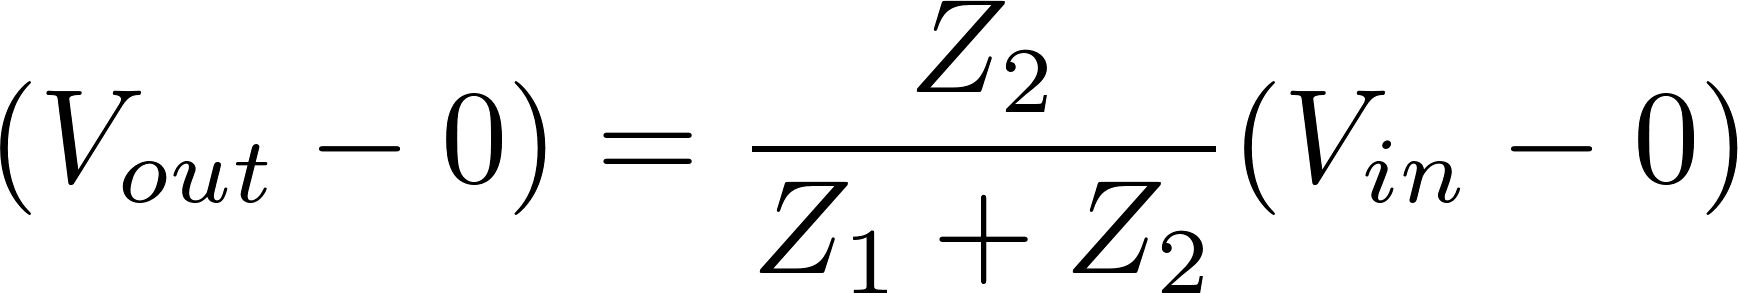 (V_{out} - 0) = \frac{Z_2}{Z_1 + Z_2}(V_{in} - 0)